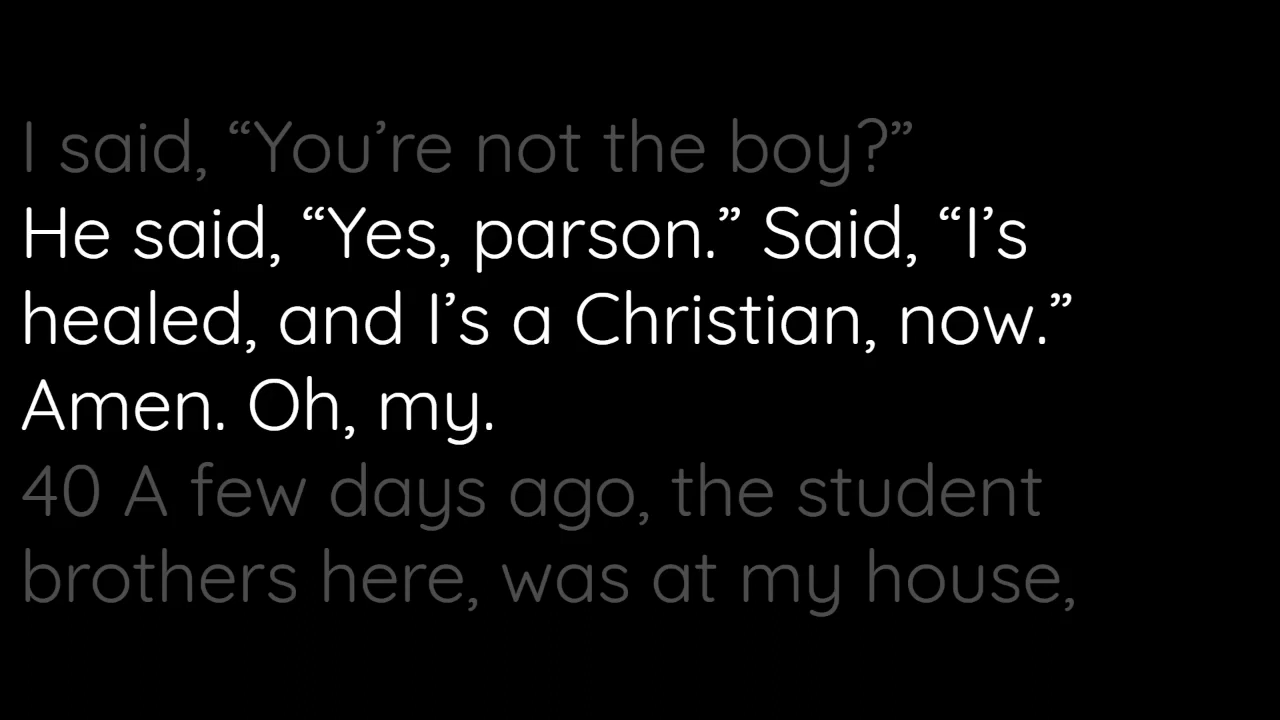 I said, “You’re not the boy?”
He said, “Yes, parson.” Said, “I’s
healed, and I’s a Christian, now.”
Amen. Oh, my.
40 A few days ago, the student
brothers here, was at my house,